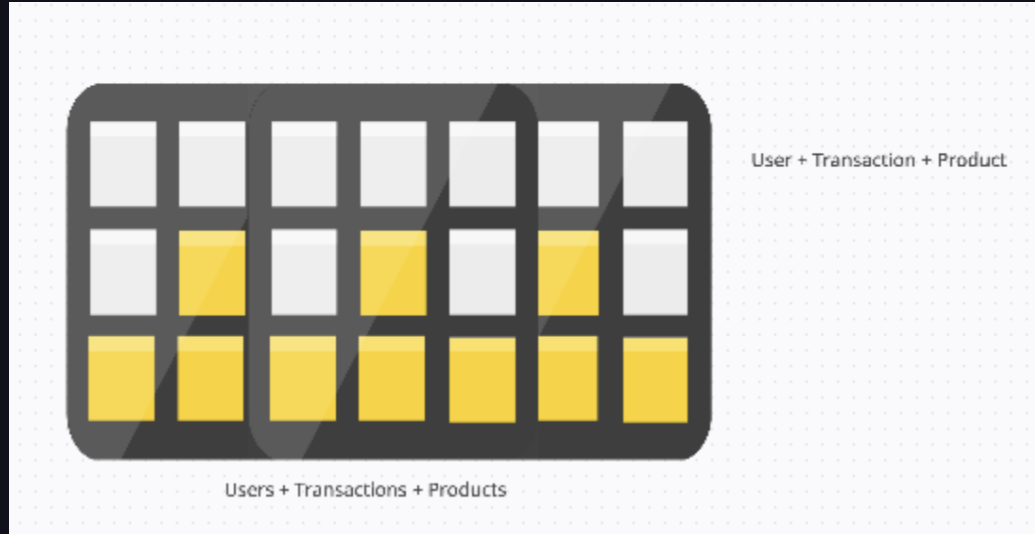 User + Transaction + Product
Users + Transactions + Products